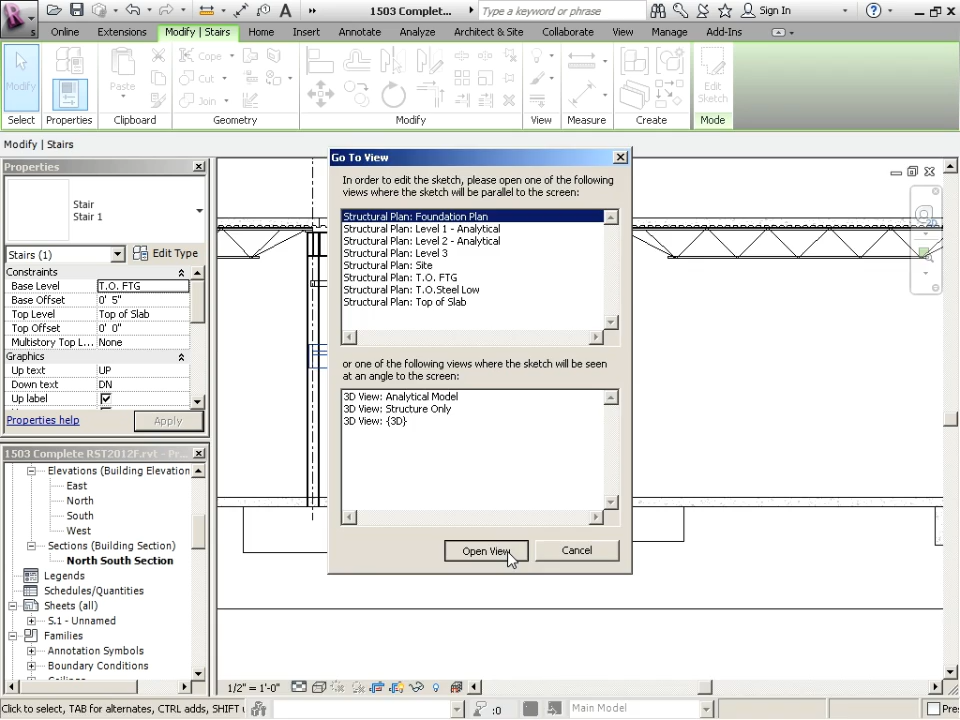 1503 Complet...
Type a keyword or phrase
Sign In
S
Online
Extensions
Modify | Stairs
Home
Insert
Annotate
Analyze
Architect & Site
Collaborate
View
Manage
Add-Ins
Modify
Paste
Cope
Cut
Join
Edit
Sketch
Select
Properties
Clipboard
Geometry
Modify
View
Measure
Create
Mode
Modify | Stairs
Properties
Stair
Stair 1
Stairs (1)
Edit Type
Constraints
Base Level T.O. FTG
Base Offset 0' 5"
Top Level Top of Slab
Top Offset 0' 0"
Multistory Top L... None
Graphics
Up text UP
Down text DN
Up label
Properties help
Apply
1503 Complete RST2012F.rvt - Pr...
Elevations (Building Elevation
East
North
South
West
Sections (Building Section)
North South Section
Legends
Schedules/Quantities
Sheets (all)
S.1 - Unnamed
Families
Annotation Symbols
Boundary Conditions
Go To View
In order to edit the sketch, please open one of the following
views where the sketch will be parallel to the screen:
Structural Plan: Foundation Plan
Structural Plan: Level 1 - Analytical
Structural Plan: Level 2 - Analytical
Structural Plan: Level 3
Structural Plan: Site
Structural Plan: T.O. FTG
Structural Plan: T.O.Steel Low
Structural Plan: Top of Slab
or one of the following views where the sketch will be seen
at an angle to the screen:
3D View: Analytical Model
3D View: Structure Only
3D View: {3D}
Open View
Cancel
1/2" = 1'-0"
Click to select, TAB for alternates, CTRL adds, SHIFT u
:0
Main Model
Pre